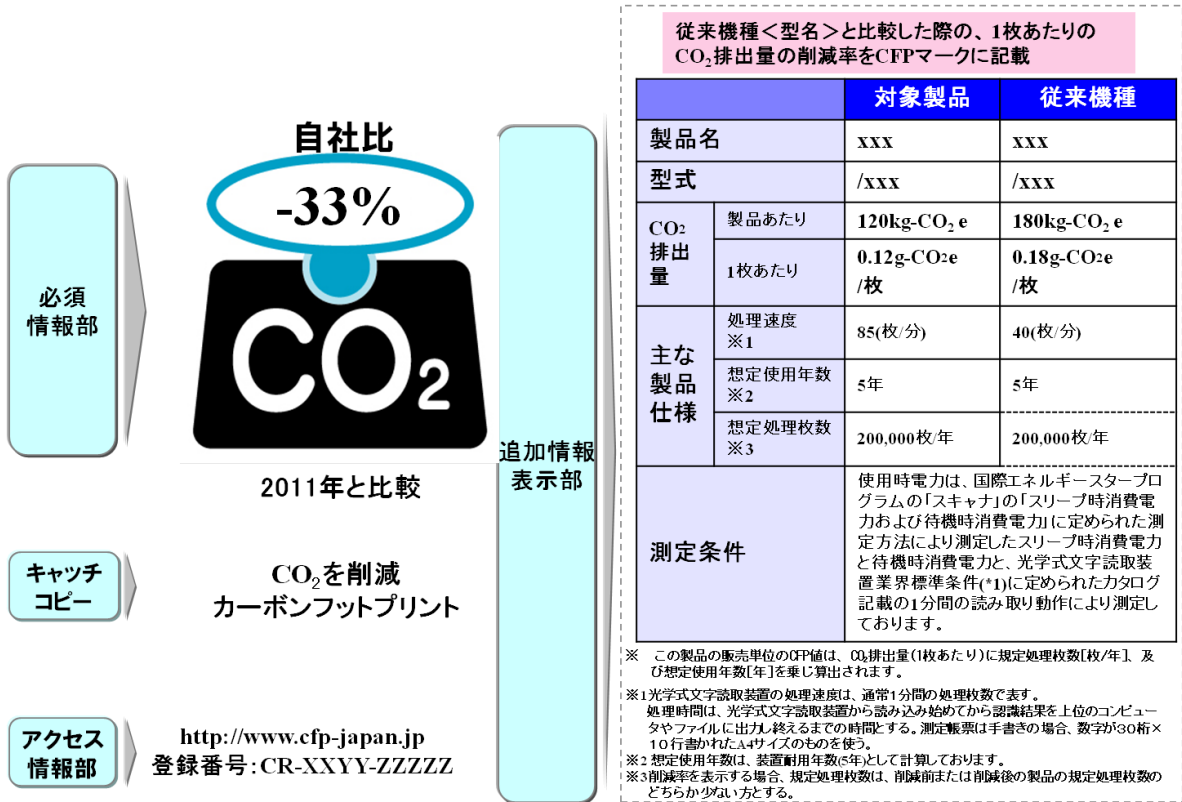 必須
情報部
キャッチ
コピー
アクセス
情報部
自社比
-33%
CO2
2011年と比較
CO2を削減
カーボンフットプリント
http://www.cfp-japan.jp
登録番号:CR-XXYY-ZZZZZ
追加情報
表示部
従来機種<型名>と比較した際の、1枚あたりの
CO2排出量の削減率をCFPマークに記載
対象製品 従来機種
製品名 xxx xxx
型式 /xxx /xxx
CO2
排出
量
製品あたり 120kg-CO2 e 180kg-CO2 e
1枚あたり
0.12g-CO2e
/枚
0.18g-CO2e
/枚
主な
製品
仕様
処理速度
※1
85(枚/分) 40(枚/分)
想定使用年数
※2
5年 5年
想定処理枚数
※3
200,000枚/年 200,000枚/年
測定条件
使用時電力は、国際エネルギースタープロ
グラムの「スキャナ」の「スリープ時消費電
力および待機時消費電力」に定められた測
定方法により測定したスリープ時消費電力
と待機時消費電力と、光学式文字読取装
置業界標準条件(*1)に定められたカタログ
記載の1分間の読み取り動作により測定し
ております。
※ この製品の販売単位のCFP値は、CO2排出量(1枚あたり)に規定処理枚数[枚/年]、及
び想定使用年数[年]を乗じ算出されます。
※1光学式文字読取装置の処理速度は、通常1分間の処理枚数で表す。
処理時間は、光学式文字読取装置から読み込み始めてから認識結果を上位のコンピュー
タやファイルに出力し終えるまでの時間とする。測定帳票は手書きの場合、数字が30桁×
10行書かれたA4サイズのものを使う。
※2 想定使用年数は、装置耐用年数(5年)として計算しております。
※3削減率を表示する場合、規定処理枚数は、削減前または削減後の製品の規定処理枚数の
どちらか少ない方とする。